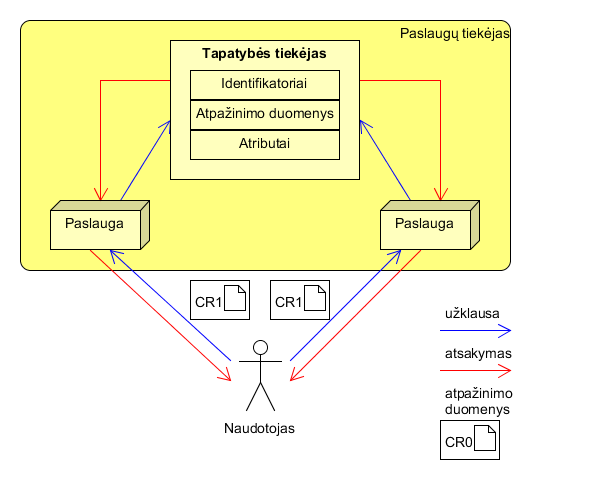 Paslaugų tiekėjas
Tapatybės tiekėjas
Identifikatoriai
Atpažinimo duomenys
Atributai
Paslauga
Paslauga
CR1
CR1
Naudotojas
užklausa
atsakymas
atpažinimo
duomenys
CR0